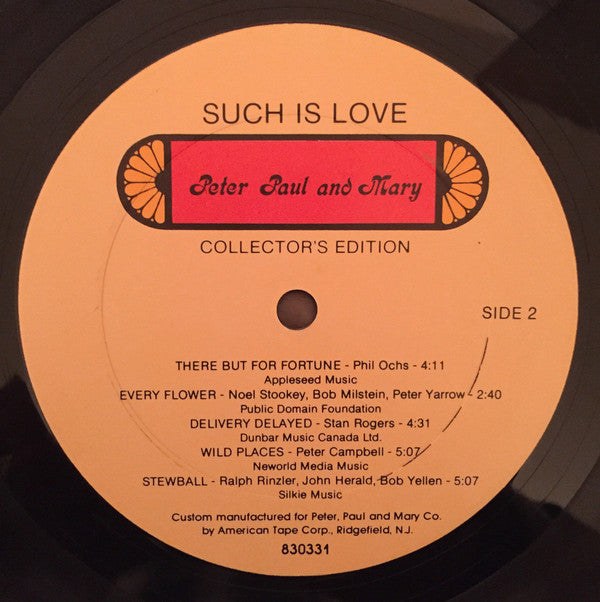 SUCH IS LOVE
Peter Paul and Mary
COLLECTOR'S EDITION
SIDE 2
THERE BUT FOR FORTUNE - Phil Ochs - 4:11
Appleseed Music
EVERY FLOWER - Noel Stookey, Bob Milstein, Peter Yarrow - 2:40
Public Domain Foundation
DELIVERY DELAYED - Stan Rogers - 4:31
Dunbar Music Canada Ltd.
WILD PLACES - Peter Campbell - 5:07
Neworld Media Music
STEWBALL - Ralph Rinzler, John Herald, Bob Yellen - 5:07
Silkie Music
Custom manufactured for Peter, Paul and Mary Co.
by American Tape Corp., Ridgefield, N.J.
830331